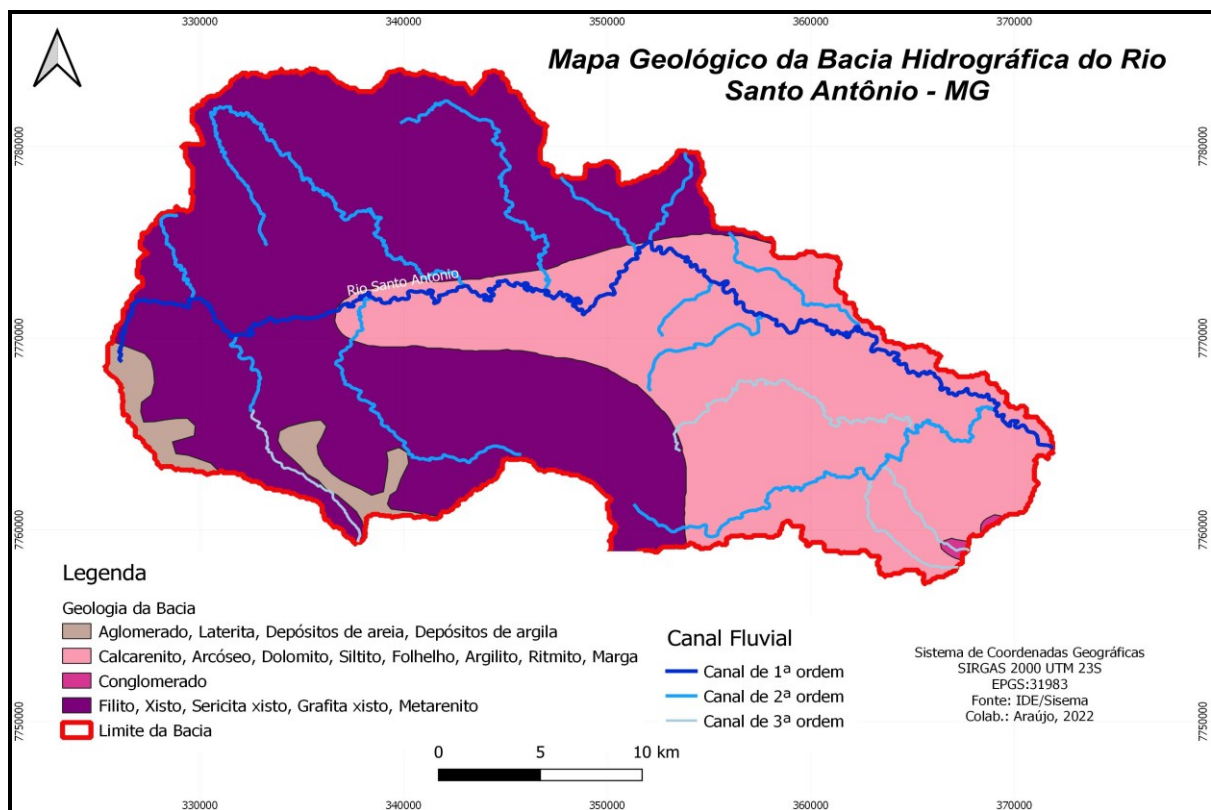 330000 340000 350000 360000 370000
Mapa Geológico da Bacia Hidrográfica do Rio
Santo Antônio - MG
7780000 7780000
Rio Santo Antônio
7770000 7770000
7760000 7760000
Legenda
Geologia da Bacia
Aglomerado, Laterita, Depósitos de areia, Depósitos de argila
Calcarenito, Arcóseo, Dolomito, Siltito, Folhelho, Argilito, Ritmito, Marga
Conglomerado
Filito, Xisto, Sericita xisto, Grafita xisto, Metarenito
Limite da Bacia
Canal Fluvial
Canal de 1ª ordem
Canal de 2ª ordem
Canal de 3ª ordem
Sistema de Coordenadas Geográficas
SIRGAS 2000 UTM 23S
EPGS:31983
Fonte: IDE/Sisema
Colab.: Araújo, 2022
7750000 7750000
0 5 10 km
330000 340000 350000 360000 370000